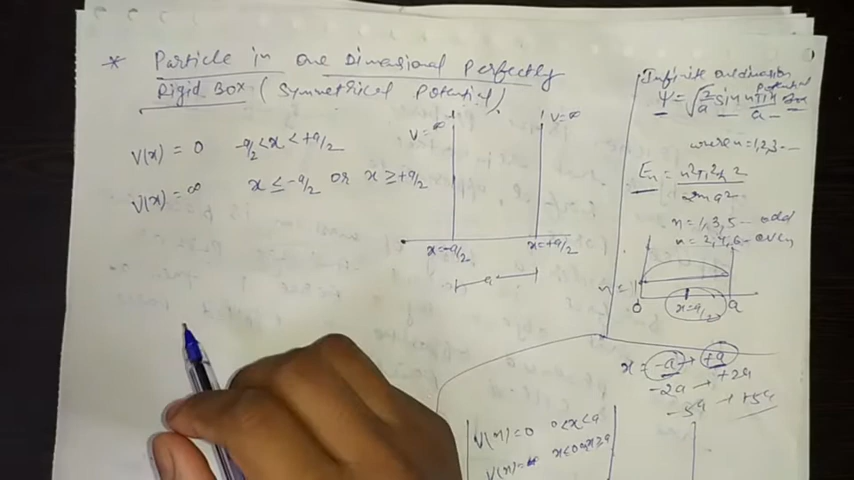 * Particle in one Dimensional Perfectly
Rigid Box (Symmetrical Potential)
V(x) = 0 -a/2 < x < +a/2
V(x) = ∞ x ≤ -a/2 or x ≥ +a/2
V=∞
V=∞
x=-a/2
x=+a/2
a
Infinite onedimension
potential
ψ = √2/a sin nπx/a
where n=1,2,3---
En = n²π²ħ²/2ma²
n=1,3,5--- odd
n=2,4,6--- even
n=1
0
x=a/2
a
x = -a → +a
-2a → +2a
-5a → +5a
V(x)=0 0<x<a
V(x)=∞ x≤0 or x≥a